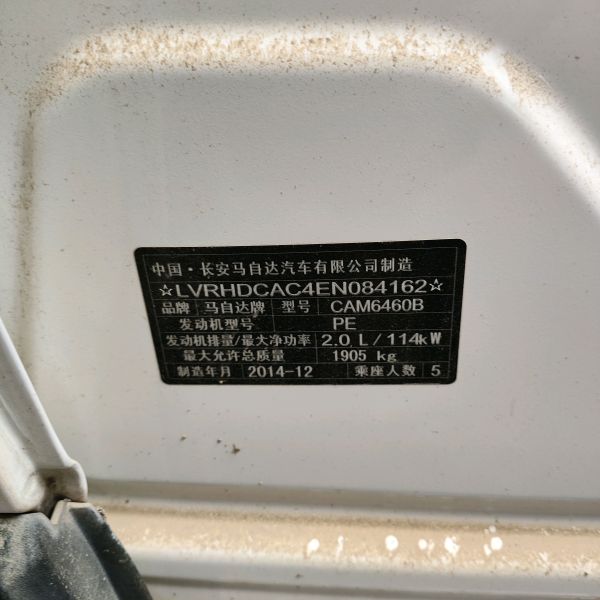 中国·长安马自达汽车有限公司制造
☆LVRHDCAC4EN084162☆
品牌 马自达牌 型号 CAM6460B
发动机型号 PE
发动机排量/最大净功率 2.0 L/114kW
最大允许总质量 1905 kg
制造年月 2014-12 乘座人数 5